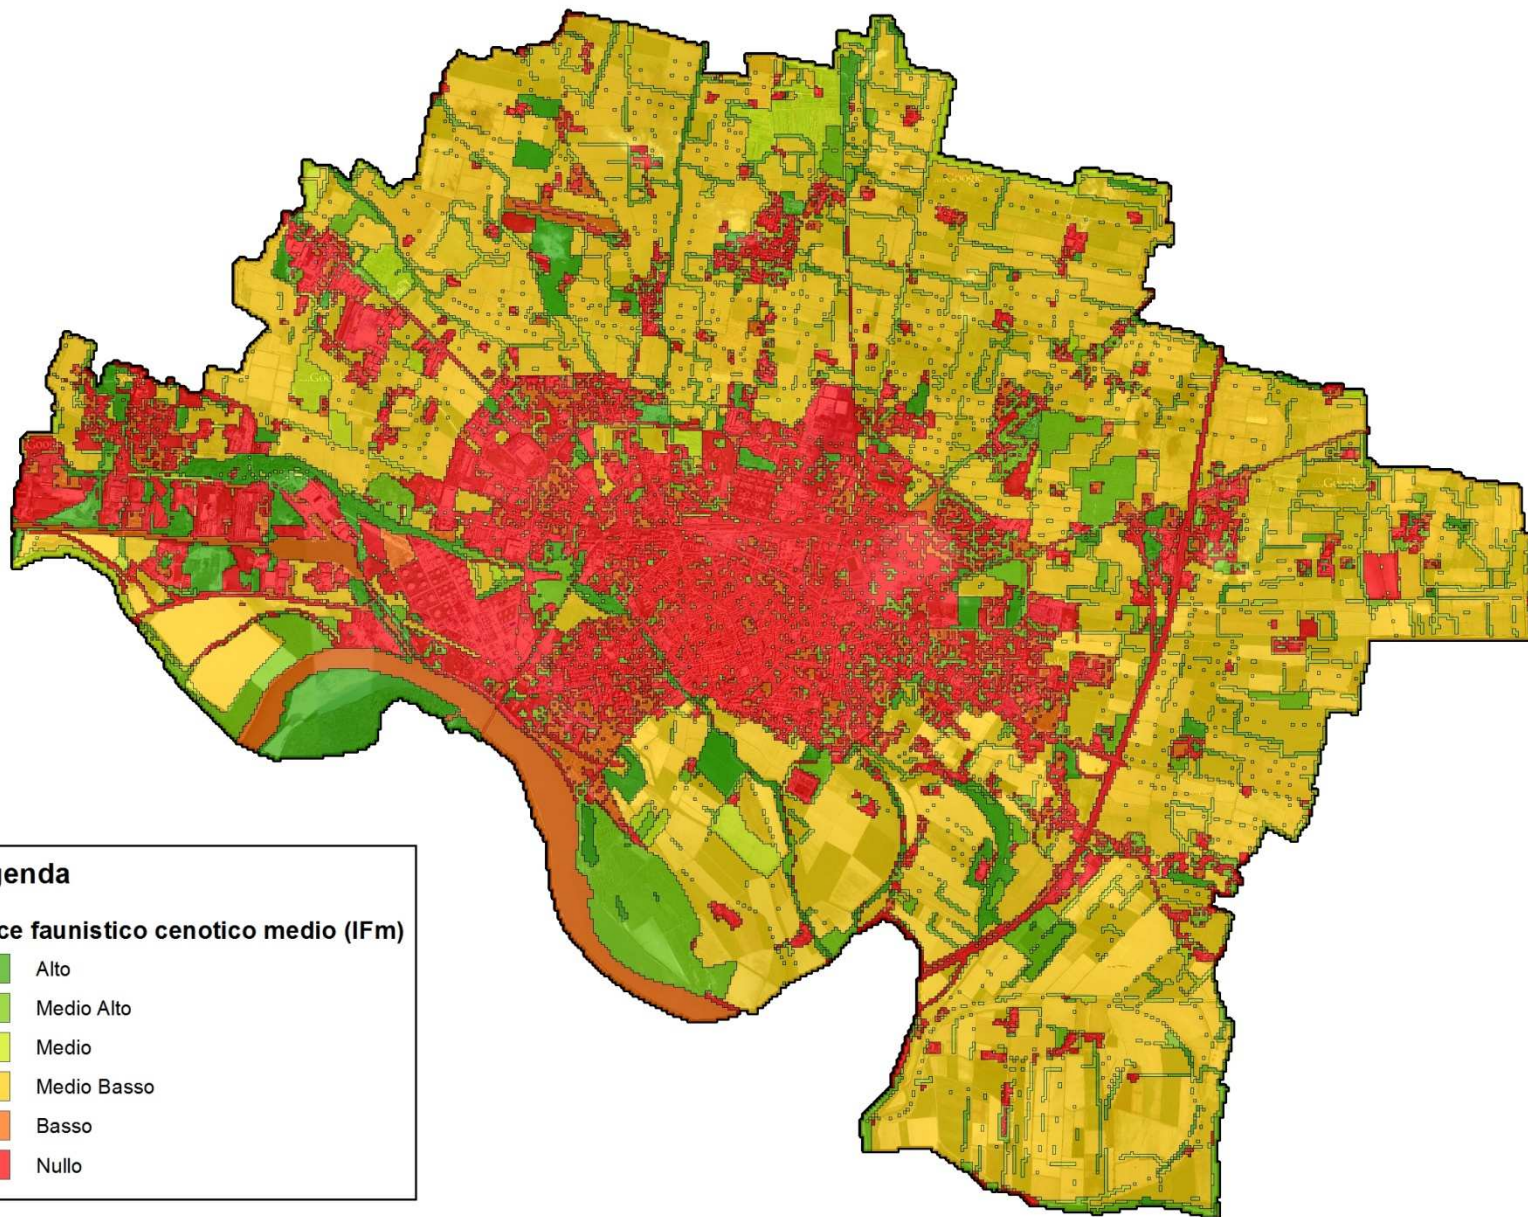 genda
ce faunistico cenotico medio (IFm)
Alto
Medio Alto
Medio
Medio Basso
Basso
Nullo